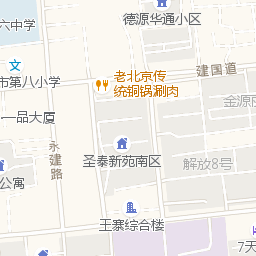 六中学
德源华通小区
建国道
老北京传
统铜锅涮肉
市第八小学
金源
一品大厦
永建路
圣泰新苑南区
解放8号
公寓
王寨综合楼
7天